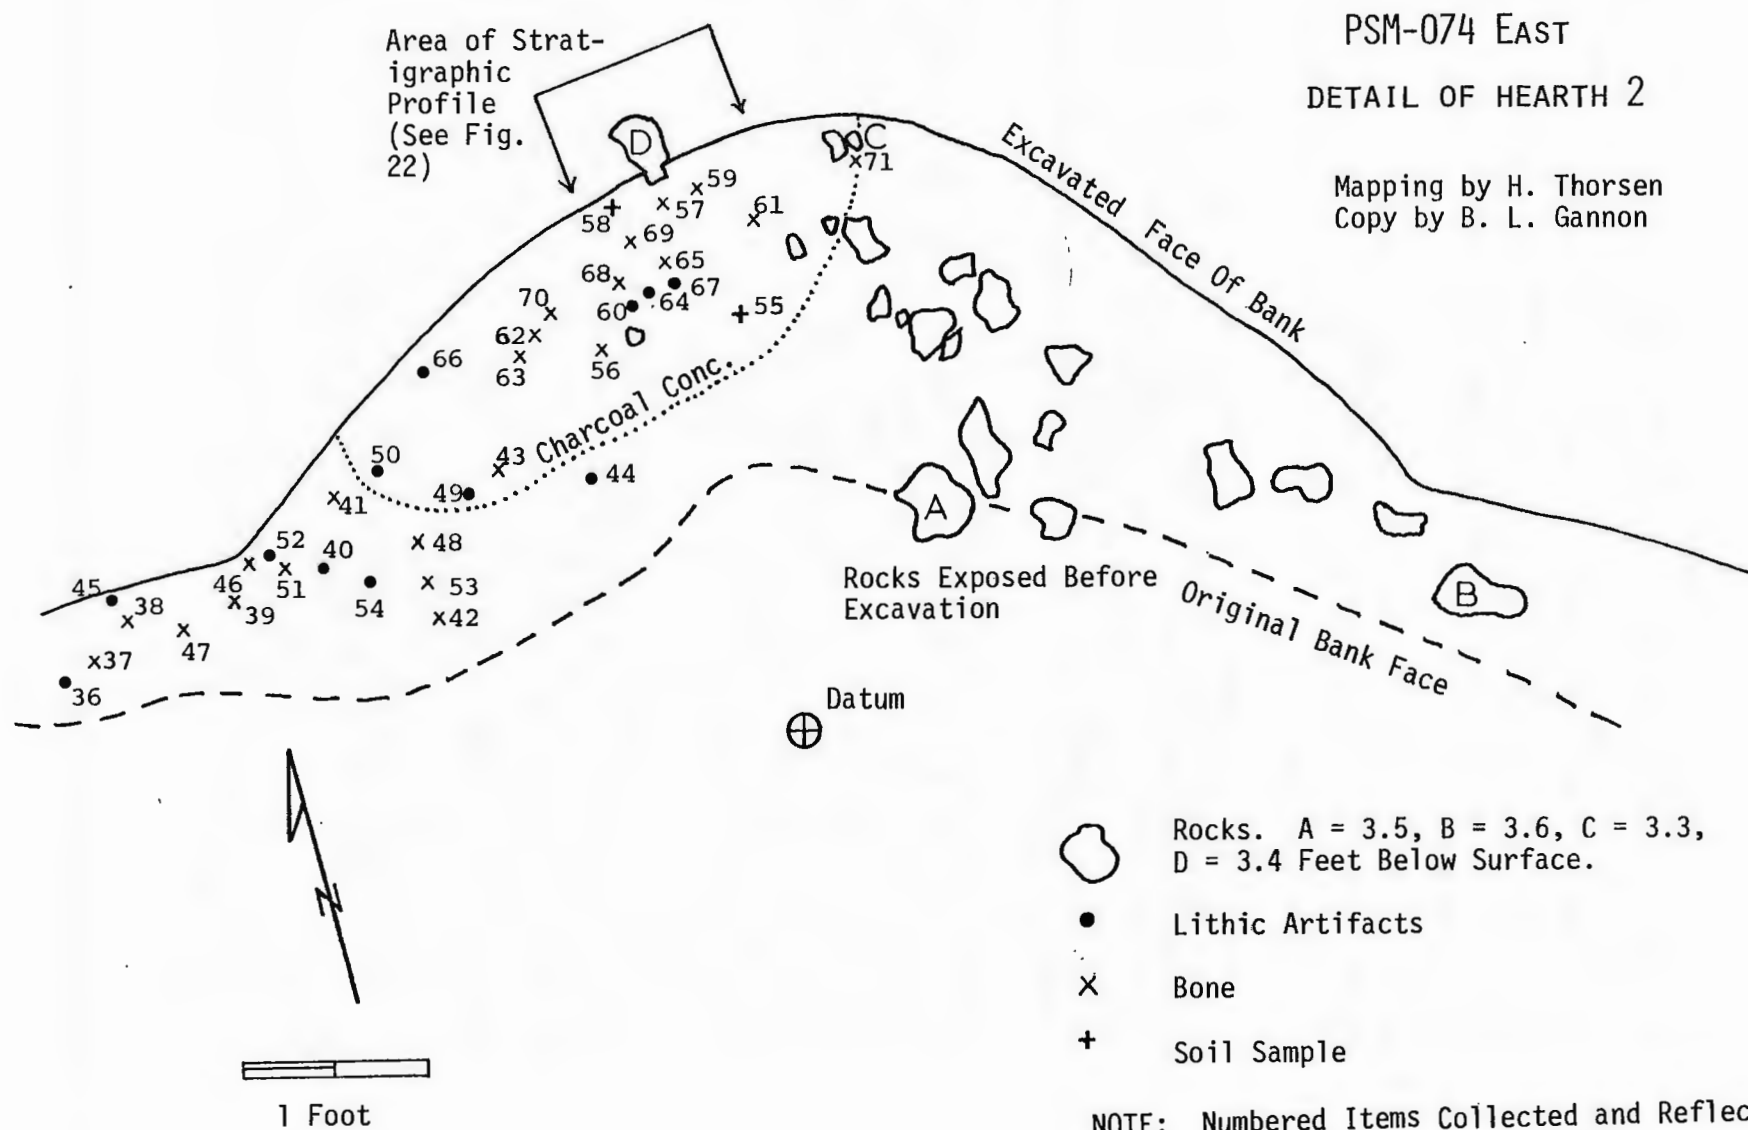 PSM-074 EAST
DETAIL OF HEARTH 2
Mapping by H. Thorsen
Copy by B. L. Gannon
Area of Strat-
igraphic
Profile
(See Fig.
22)
D
C
71
59
57
61
58
69
65
68
67
64
60
70
55
62
63
56
66
Excavated Face Of Bank
Charcoal Conc.
50
43
49
44
41
52
40
48
46
51
53
45
38
39
54
42
47
37
36
A
B
Rocks Exposed Before
Excavation
Original Bank Face
Datum
Rocks. A = 3.5, B = 3.6, C = 3.3,
D = 3.4 Feet Below Surface.
Lithic Artifacts
Bone
Soil Sample
1 Foot
NOTE: Numbered Items Collected and Reflec